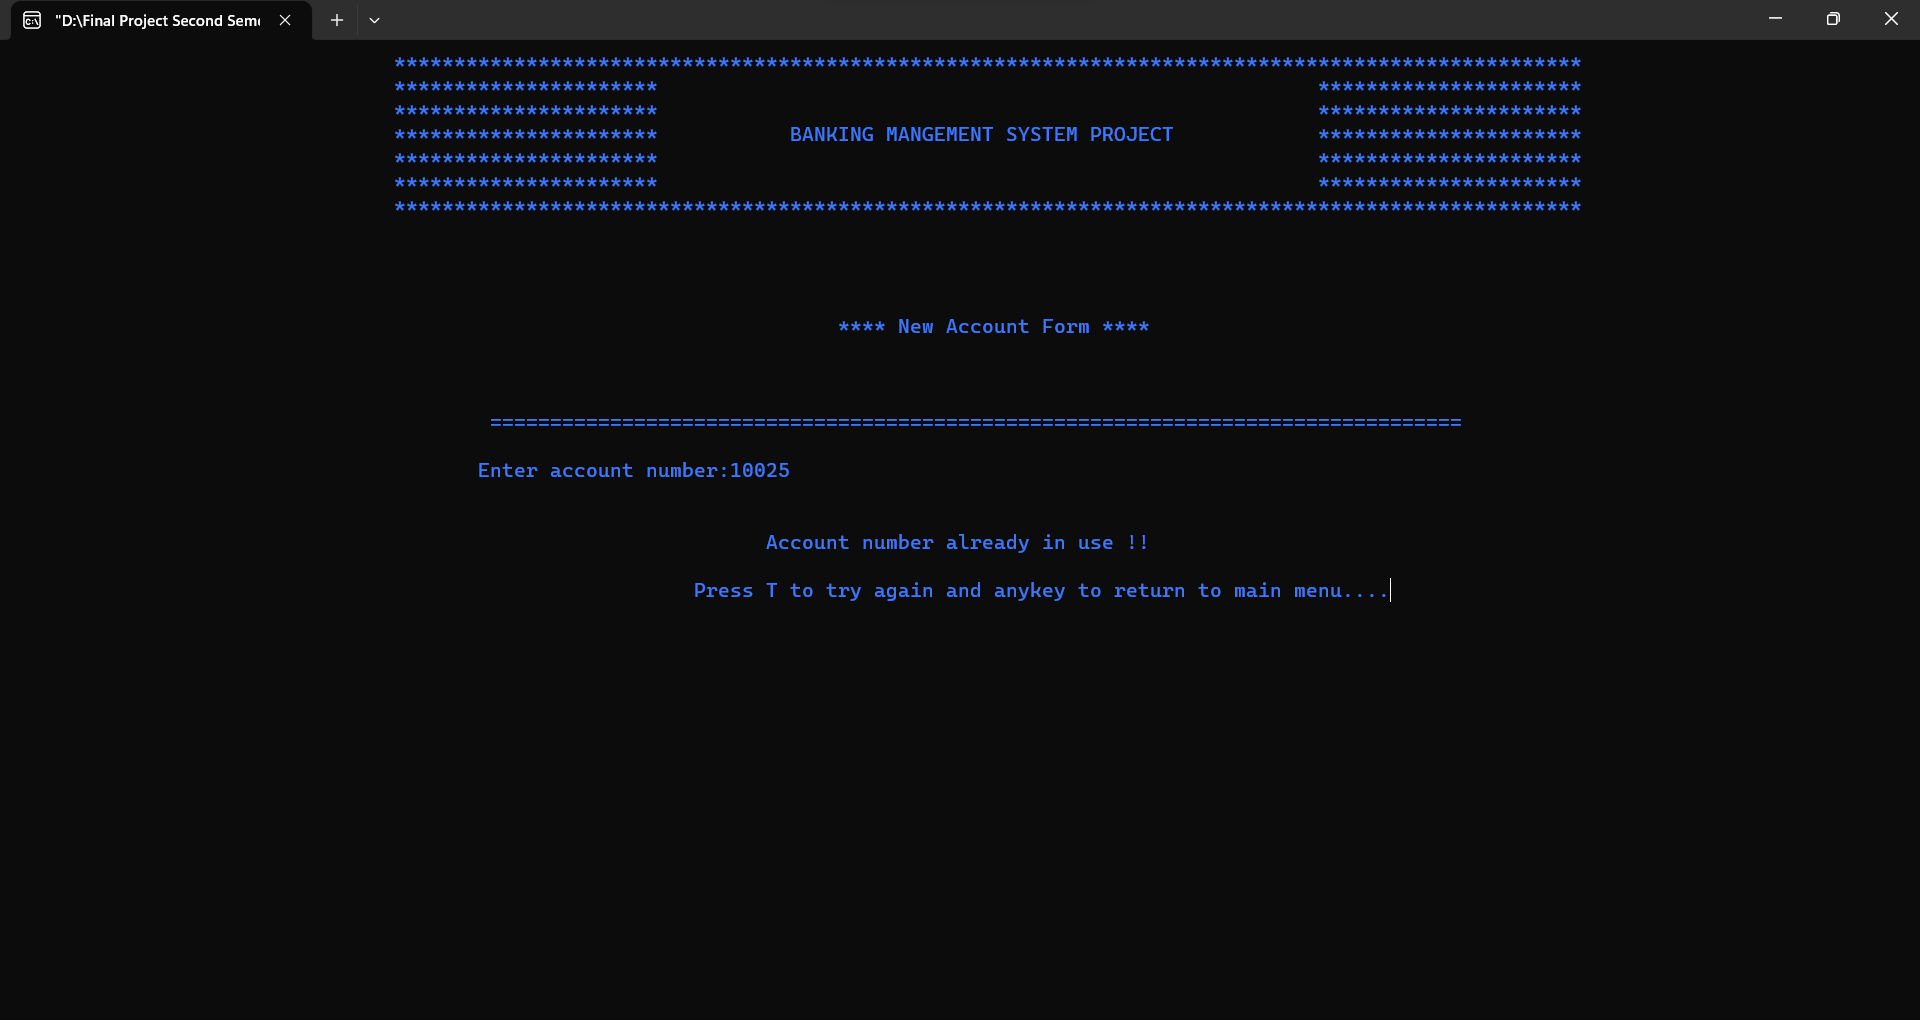 "D:\Final Project Second Seme
***************************************************************************************************
********************** **********************
********************** **********************
********************** BANKING MANGEMENT SYSTEM PROJECT **********************
********************** **********************
********************** **********************
***************************************************************************************************
**** New Account Form ****
=================================================================================
Enter account number:10025
Account number already in use !!
Press T to try again and anykey to return to main menu....